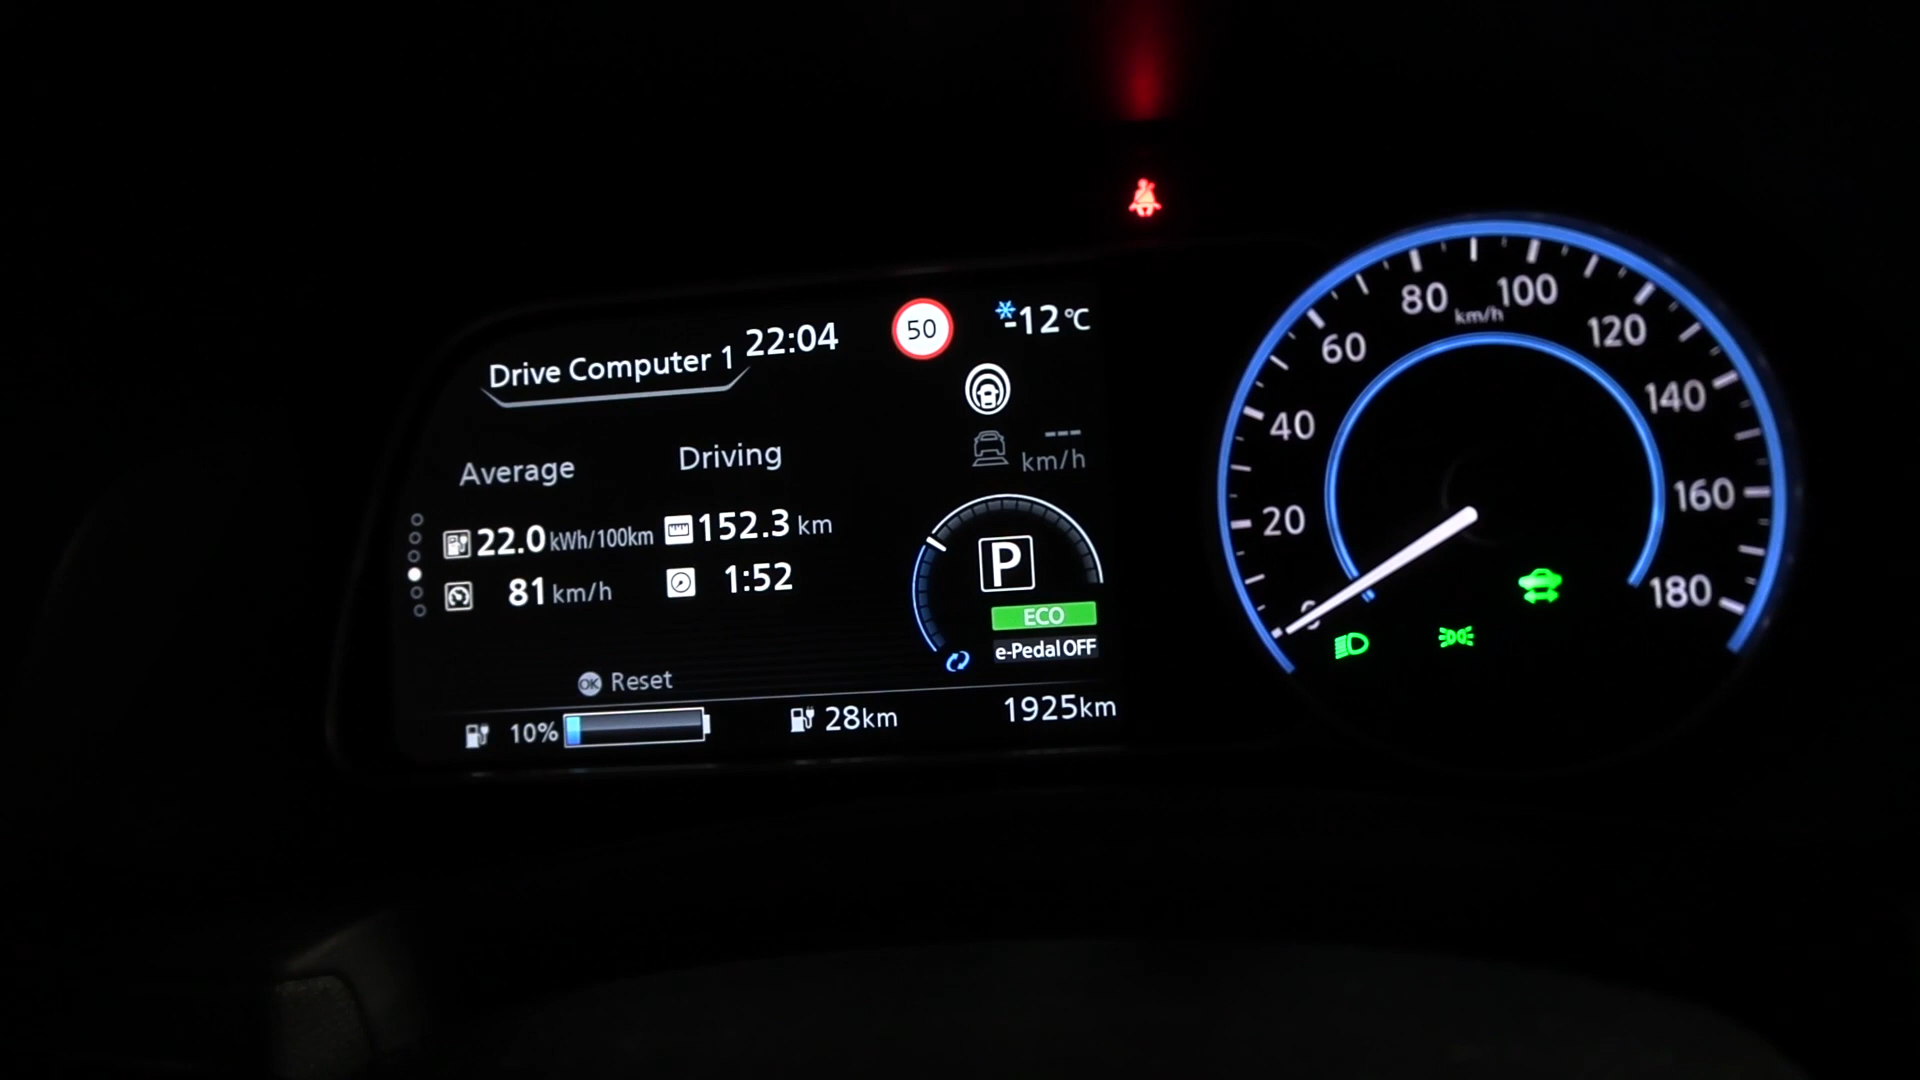 Drive Computer 1 22:04 50 -12°C
Average Driving
--- km/h
22.0 kWh/100km 152.3 km
81 km/h 1:52
P
ECO
e-Pedal OFF
OK Reset
10% 28km 1925km
0 20 40 60 80 100 120 140 160 180
km/h